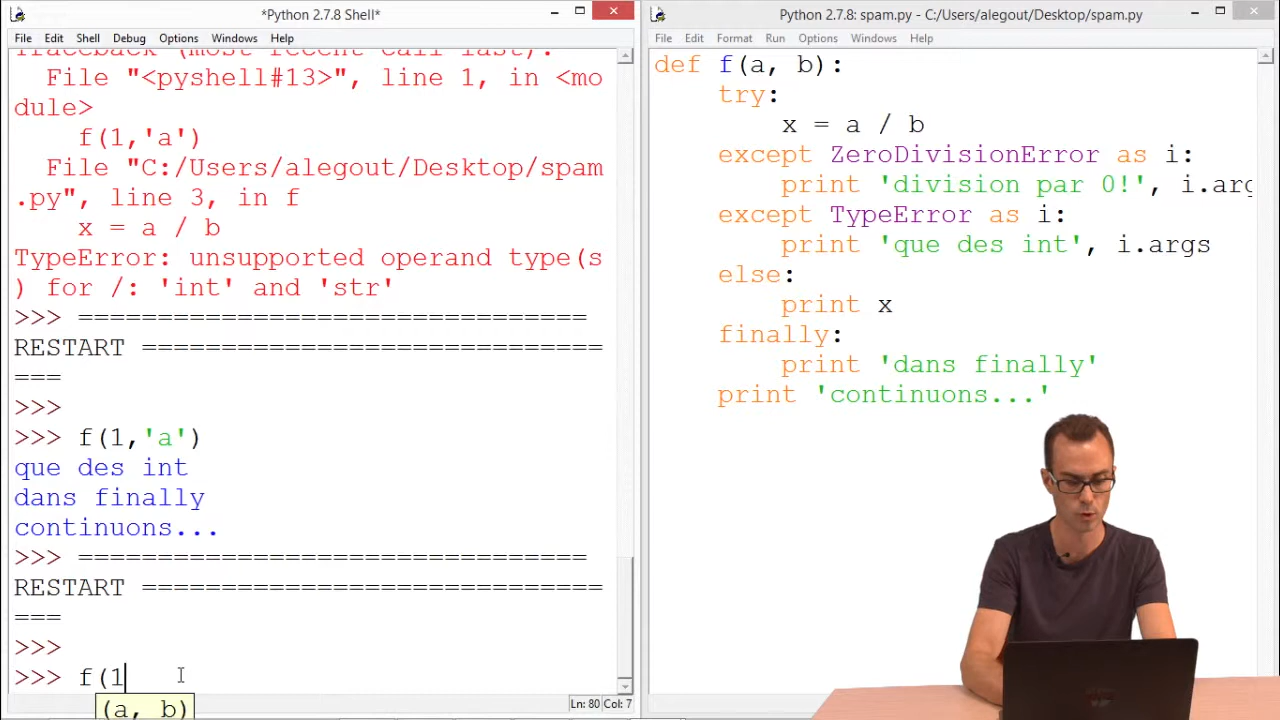 *Python 2.7.8 Shell*
File Edit Shell Debug Options Windows Help
Traceback (most recent call last):
File "<pyshell#13>", line 1, in <mo
dule>
f(1,'a')
File "C:/Users/alegout/Desktop/spam
.py", line 3, in f
x = a / b
TypeError: unsupported operand type(s
) for /: 'int' and 'str'
>>> ================================
RESTART =============================
===
>>>
>>> f(1,'a')
que des int
dans finally
continuons...
>>> ================================
RESTART =============================
===
>>>
>>> f(1
(a, b)
Ln: 80 Col: 7
Python 2.7.8: spam.py - C:/Users/alegout/Desktop/spam.py
File Edit Format Run Options Windows Help
def f(a, b):
try:
x = a / b
except ZeroDivisionError as i:
print 'division par 0!', i.arg
except TypeError as i:
print 'que des int', i.args
else:
print x
finally:
print 'dans finally'
print 'continuons...'